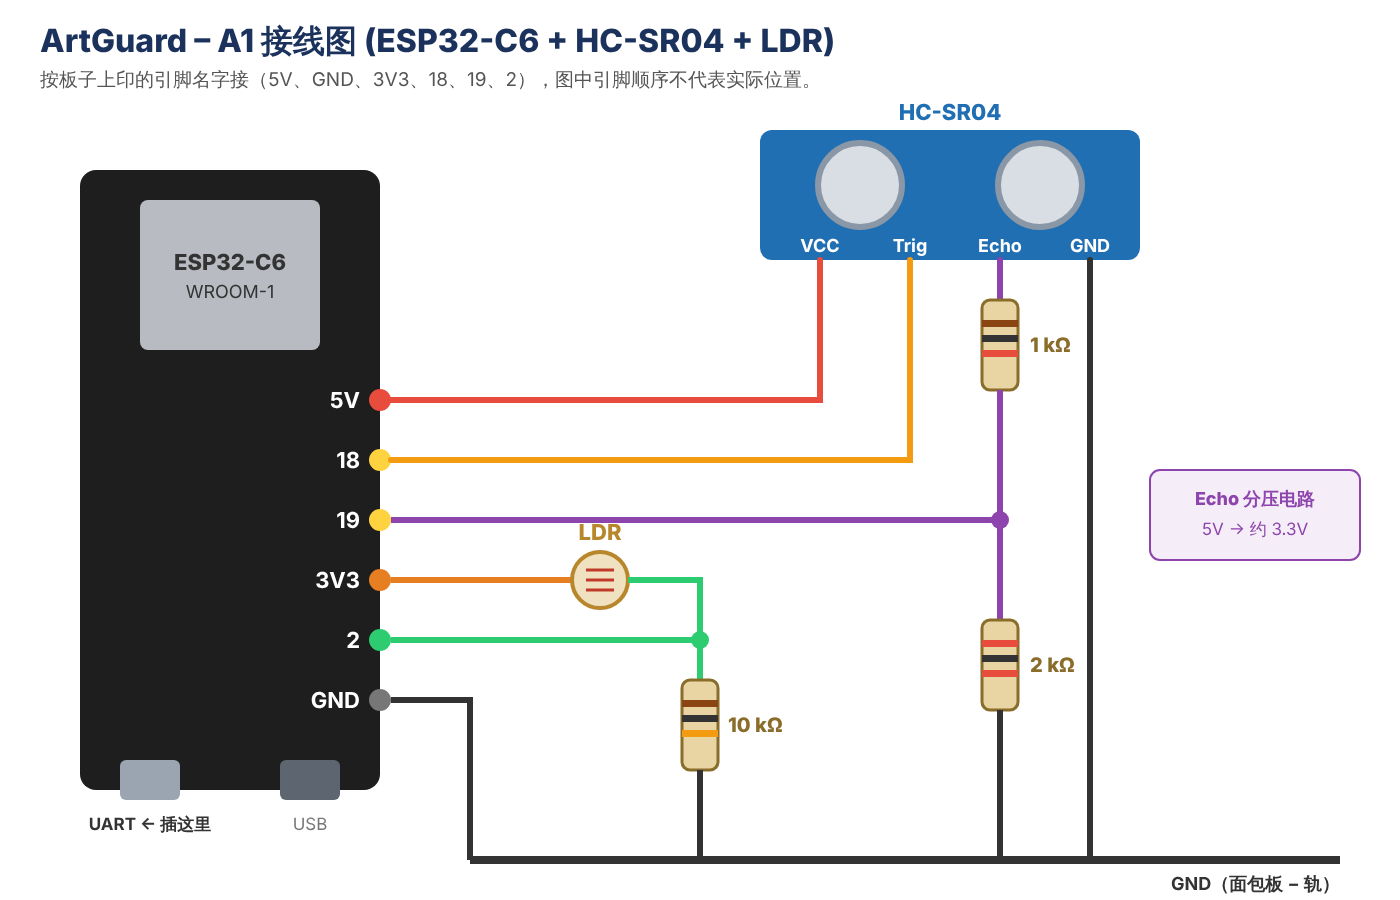 ArtGuard – A1 接线图 (ESP32-C6 + HC-SR04 + LDR)
按板子上印的引脚名字接（5V、GND、3V3、18、19、2），图中引脚顺序不代表实际位置。
HC-SR04
VCC Trig Echo GND
ESP32-C6
WROOM-1
1 kΩ
5V
18
19
LDR
3V3
2
GND
Echo 分压电路
5V → 约 3.3V
2 kΩ
10 kΩ
UART ← 插这里
USB
GND（面包板 – 轨）